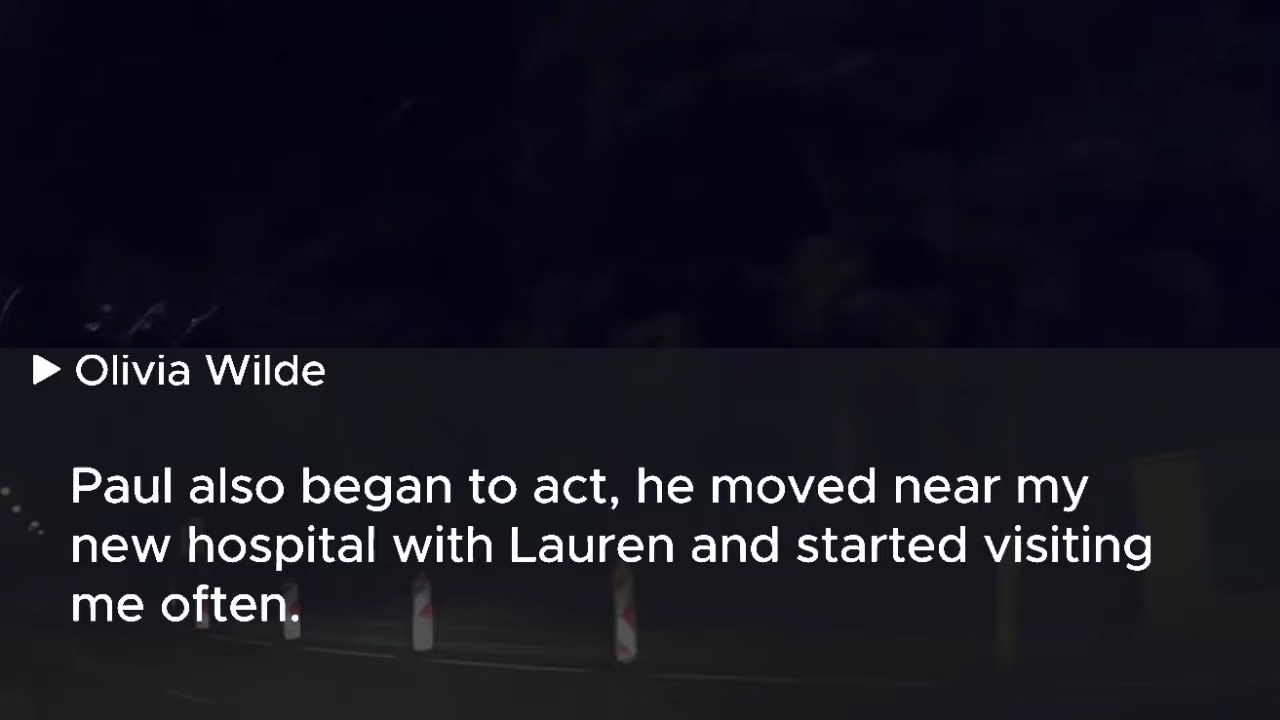 Olivia Wilde
Paul also began to act, he moved near my
new hospital with Lauren and started visiting
me often.